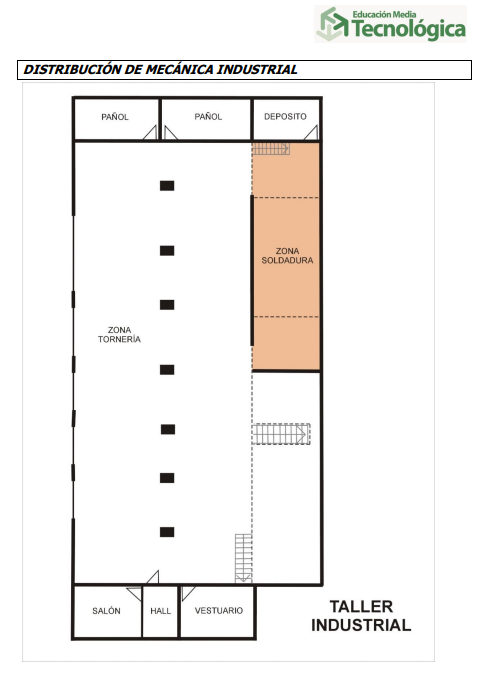 Educación Media
Tecnológica
DISTRIBUCIÓN DE MECÁNICA INDUSTRIAL
PAÑOL
PAÑOL
DEPOSITO
ZONA
SOLDADURA
ZONA
TORNERÍA
SALÓN
HALL
VESTUARIO
TALLER
INDUSTRIAL